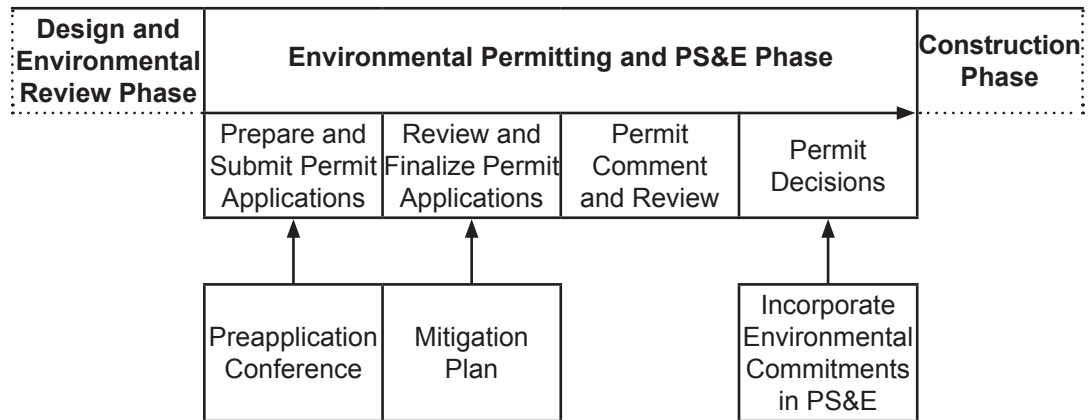 Design and
Environmental
Review Phase
Environmental Permitting and PS&E Phase
Construction
Phase
Prepare and
Submit Permit
Applications
Review and
Finalize Permit
Applications
Permit
Comment
and Review
Permit
Decisions
Preapplication
Conference
Mitigation
Plan
Incorporate
Environmental
Commitments
in PS&E